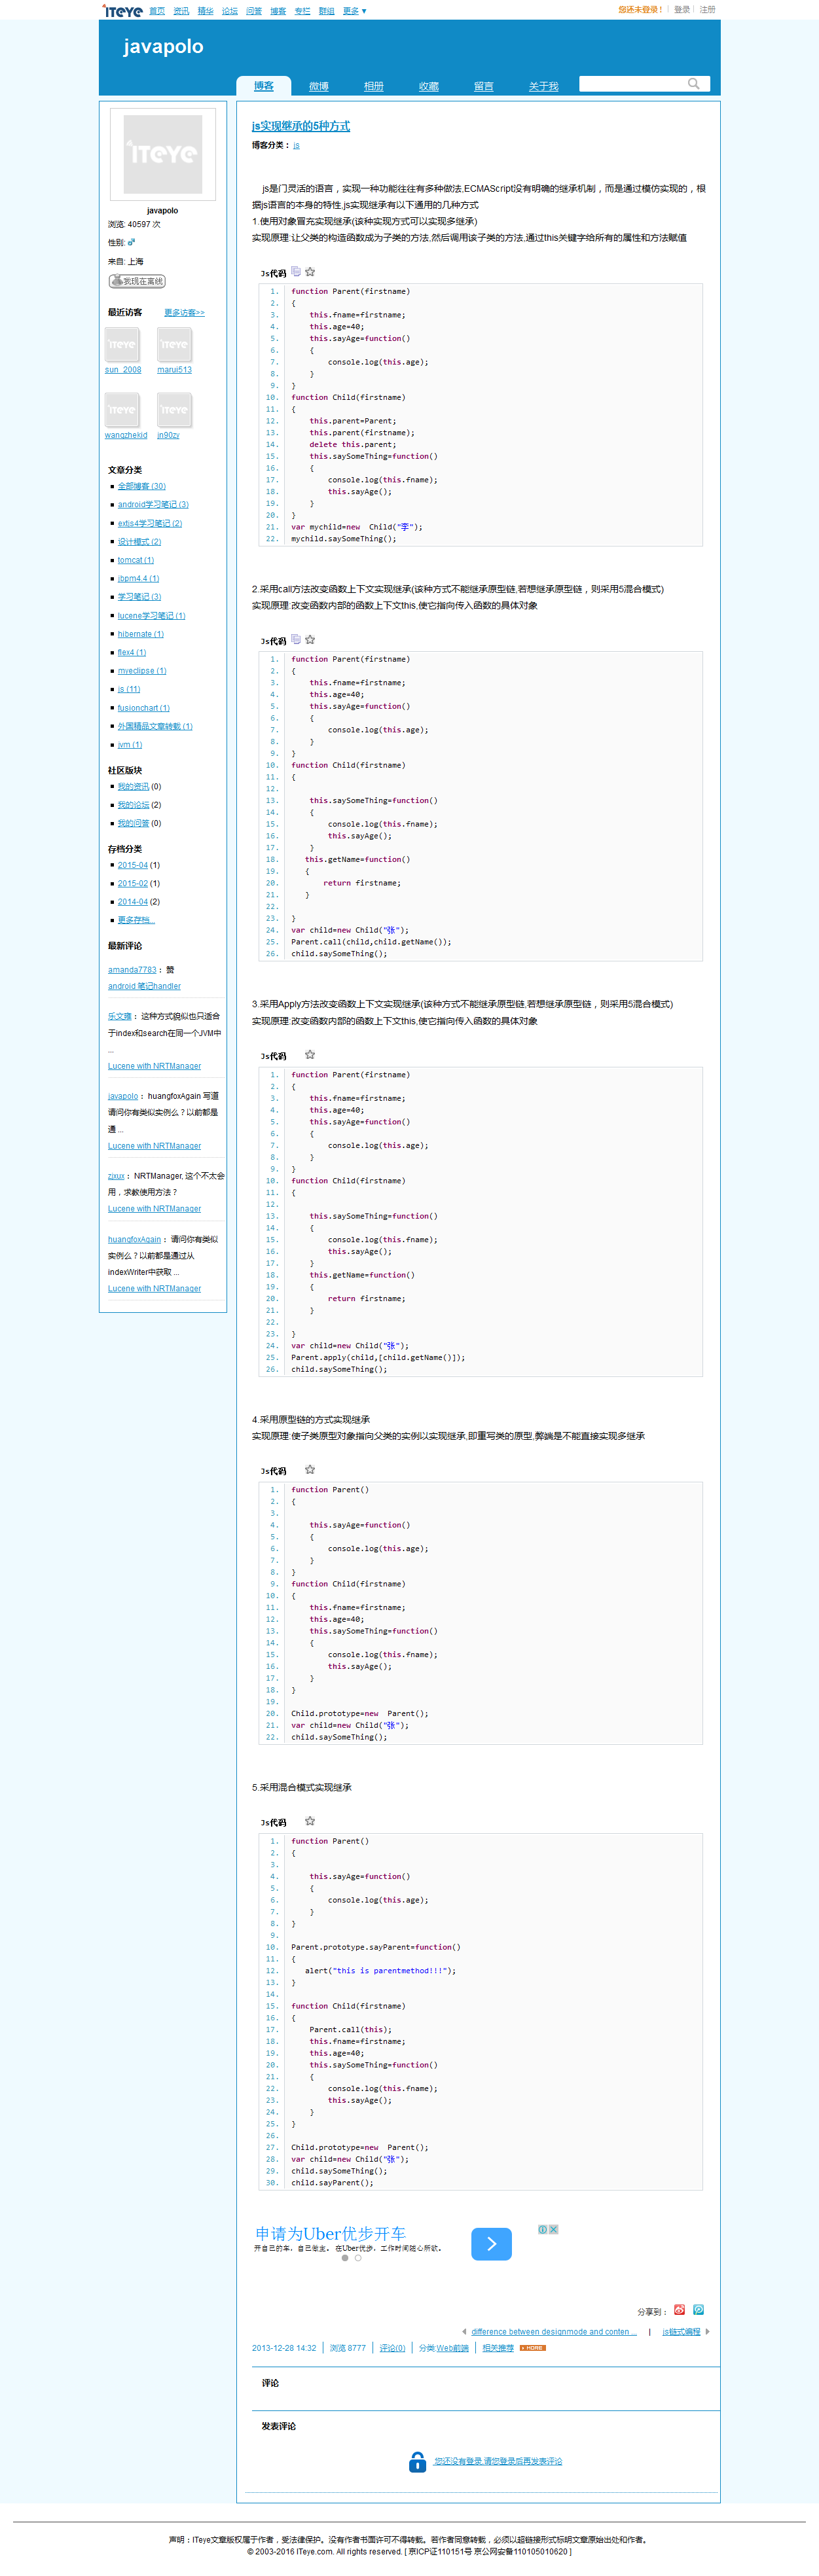 ITEYE 首页 资讯 精华 论坛 问答 博客 专栏 群组 更多 ▼ 您还未登录 ! 登录 注册
javapolo
博客 微博 相册 收藏 留言 关于我
ITEYE
javapolo
浏览: 40597 次
性别:
来自: 上海
我现在离线
最近访客 更多访客>>
sun_2008 marui513
wangzhekld jn90zy
文章分类
全部博客 (30)
android学习笔记 (3)
extjs4学习笔记 (2)
设计模式 (2)
tomcat (1)
jbpm4.4 (1)
学习笔记 (3)
lucene学习笔记 (1)
hibernate (1)
flex4 (1)
myeclipse (1)
js (11)
fusionchart (1)
外国精品文章转载 (1)
jvm (1)
社区版块
我的资讯 (0)
我的论坛 (2)
我的问答 (0)
存档分类
2015-04 (1)
2015-02 (1)
2014-04 (2)
更多存档...
最新评论
amanda7783： 赞
android 笔记handler
这种方式貌似也只适合
于index和search在同一个JVM中
...
Lucene with NRTManager
javapolo： huangfoxAgain 写道
请问你有类似实例么？以前都是
通 ...
Lucene with NRTManager
zjxux： NRTManager, 这个不太会
用，求教使用方法？
Lucene with NRTManager
huangfoxAgain： 请问你有类似
实例么？以前都是通过从
indexWriter中获取 ...
Lucene with NRTManager
js实现继承的5种方式
博客分类： js
js是门灵活的语言，实现一种功能往往有多种做法,ECMAScript没有明确的继承机制，而是通过模仿实现的，根
据js语言的本身的特性,js实现继承有以下通用的几种方式
1.使用对象冒充实现继承(该种实现方式可以实现多继承)
实现原理:让父类的构造函数成为子类的方法,然后调用该子类的方法,通过this关键字给所有的属性和方法赋值
Js代码
1. function Parent(firstname)
2. {
3. this.fname=firstname;
4. this.age=40;
5. this.sayAge=function()
6. {
7. console.log(this.age);
8. }
9. }
10. function Child(firstname)
11. {
12. this.parent=Parent;
13. this.parent(firstname);
14. delete this.parent;
15. this.saySomeThing=function()
16. {
17. console.log(this.fname);
18. this.sayAge();
19. }
20. }
21. var mychild=new  Child("李");
22. mychild.saySomeThing();
2.采用call方法改变函数上下文实现继承(该种方式不能继承原型链,若想继承原型链，则采用5混合模式)
实现原理:改变函数内部的函数上下文this,使它指向传入函数的具体对象
Js代码
1. function Parent(firstname)
2. {
3. this.fname=firstname;
4. this.age=40;
5. this.sayAge=function()
6. {
7. console.log(this.age);
8. }
9. }
10. function Child(firstname)
11. {
12.
13. this.saySomeThing=function()
14. {
15. console.log(this.fname);
16. this.sayAge();
17. }
18. this.getName=function()
19. {
20. return firstname;
21. }
22.
23. }
24. var child=new Child("张");
25. Parent.call(child,child.getName());
26. child.saySomeThing();
3.采用Apply方法改变函数上下文实现继承(该种方式不能继承原型链,若想继承原型链，则采用5混合模式)
实现原理:改变函数内部的函数上下文this,使它指向传入函数的具体对象
Js代码
1. function Parent(firstname)
2. {
3. this.fname=firstname;
4. this.age=40;
5. this.sayAge=function()
6. {
7. console.log(this.age);
8. }
9. }
10. function Child(firstname)
11. {
12.
13. this.saySomeThing=function()
14. {
15. console.log(this.fname);
16. this.sayAge();
17. }
18. this.getName=function()
19. {
20. return firstname;
21. }
22.
23. }
24. var child=new Child("张");
25. Parent.apply(child,[child.getName()]);
26. child.saySomeThing();
4.采用原型链的方式实现继承
实现原理:使子类原型对象指向父类的实例以实现继承,即重写类的原型,弊端是不能直接实现多继承
Js代码
1. function Parent()
2. {
3.
4. this.sayAge=function()
5. {
6. console.log(this.age);
7. }
8. }
9. function Child(firstname)
10. {
11. this.fname=firstname;
12. this.age=40;
13. this.saySomeThing=function()
14. {
15. console.log(this.fname);
16. this.sayAge();
17. }
18. }
19.
20. Child.prototype=new  Parent();
21. var child=new Child("张");
22. child.saySomeThing();
5.采用混合模式实现继承
Js代码
1. function Parent()
2. {
3.
4. this.sayAge=function()
5. {
6. console.log(this.age);
7. }
8. }
9.
10. Parent.prototype.sayParent=function()
11. {
12. alert("this is parentmethod!!!");
13. }
14.
15. function Child(firstname)
16. {
17. Parent.call(this);
18. this.fname=firstname;
19. this.age=40;
20. this.saySomeThing=function()
21. {
22. console.log(this.fname);
23. this.sayAge();
24. }
25. }
26.
27. Child.prototype=new  Parent();
28. var child=new Child("张");
29. child.saySomeThing();
30. child.sayParent();
申请为Uber优步开车
开自己的车，自己做主。 在Uber优步，工作时间随心所欲。
分享到：
difference between designmode and conten ... | js链式编程
2013-12-28 14:32 浏览 8777 评论(0) 分类:Web前端 相关推荐 MORE
评论
发表评论
您还没有登录,请您登录后再发表评论
声明：ITeye文章版权属于作者，受法律保护。没有作者书面许可不得转载。若作者同意转载，必须以超链接形式标明文章原始出处和作者。
© 2003-2016 ITeye.com. All rights reserved. [ 京ICP证110151号 京公网安备110105010620 ]